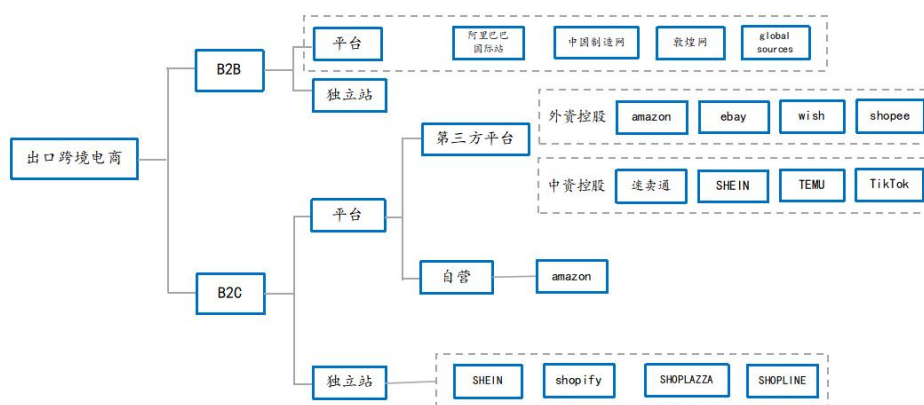 出口跨境电商
B2B
平台
阿里巴巴
国际站
中国制造网
敦煌网
global
sources
独立站
B2C
平台
第三方平台
外资控股
amazon
ebay
wish
shopee
中资控股
速卖通
SHEIN
TEMU
TikTok
自营
amazon
独立站
SHEIN
shopify
SHOPLAZZA
SHOPLINE